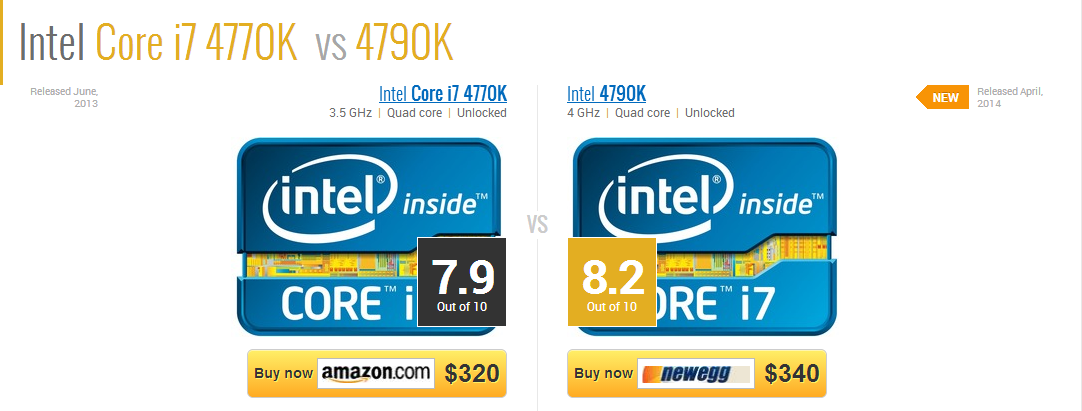 Intel Core i7 4770K vs 4790K
Released June,
2013
Intel Core i7 4770K
3.5 GHz | Quad core | Unlocked
Intel 4790K
4 GHz | Quad core | Unlocked
NEW
Released April,
2014
intel® inside™
CORE™ i
7.9
Out of 10
Buy now amazon.com $320
VS
intel® inside™
ORE™ i7
8.2
Out of 10
Buy now newegg $340